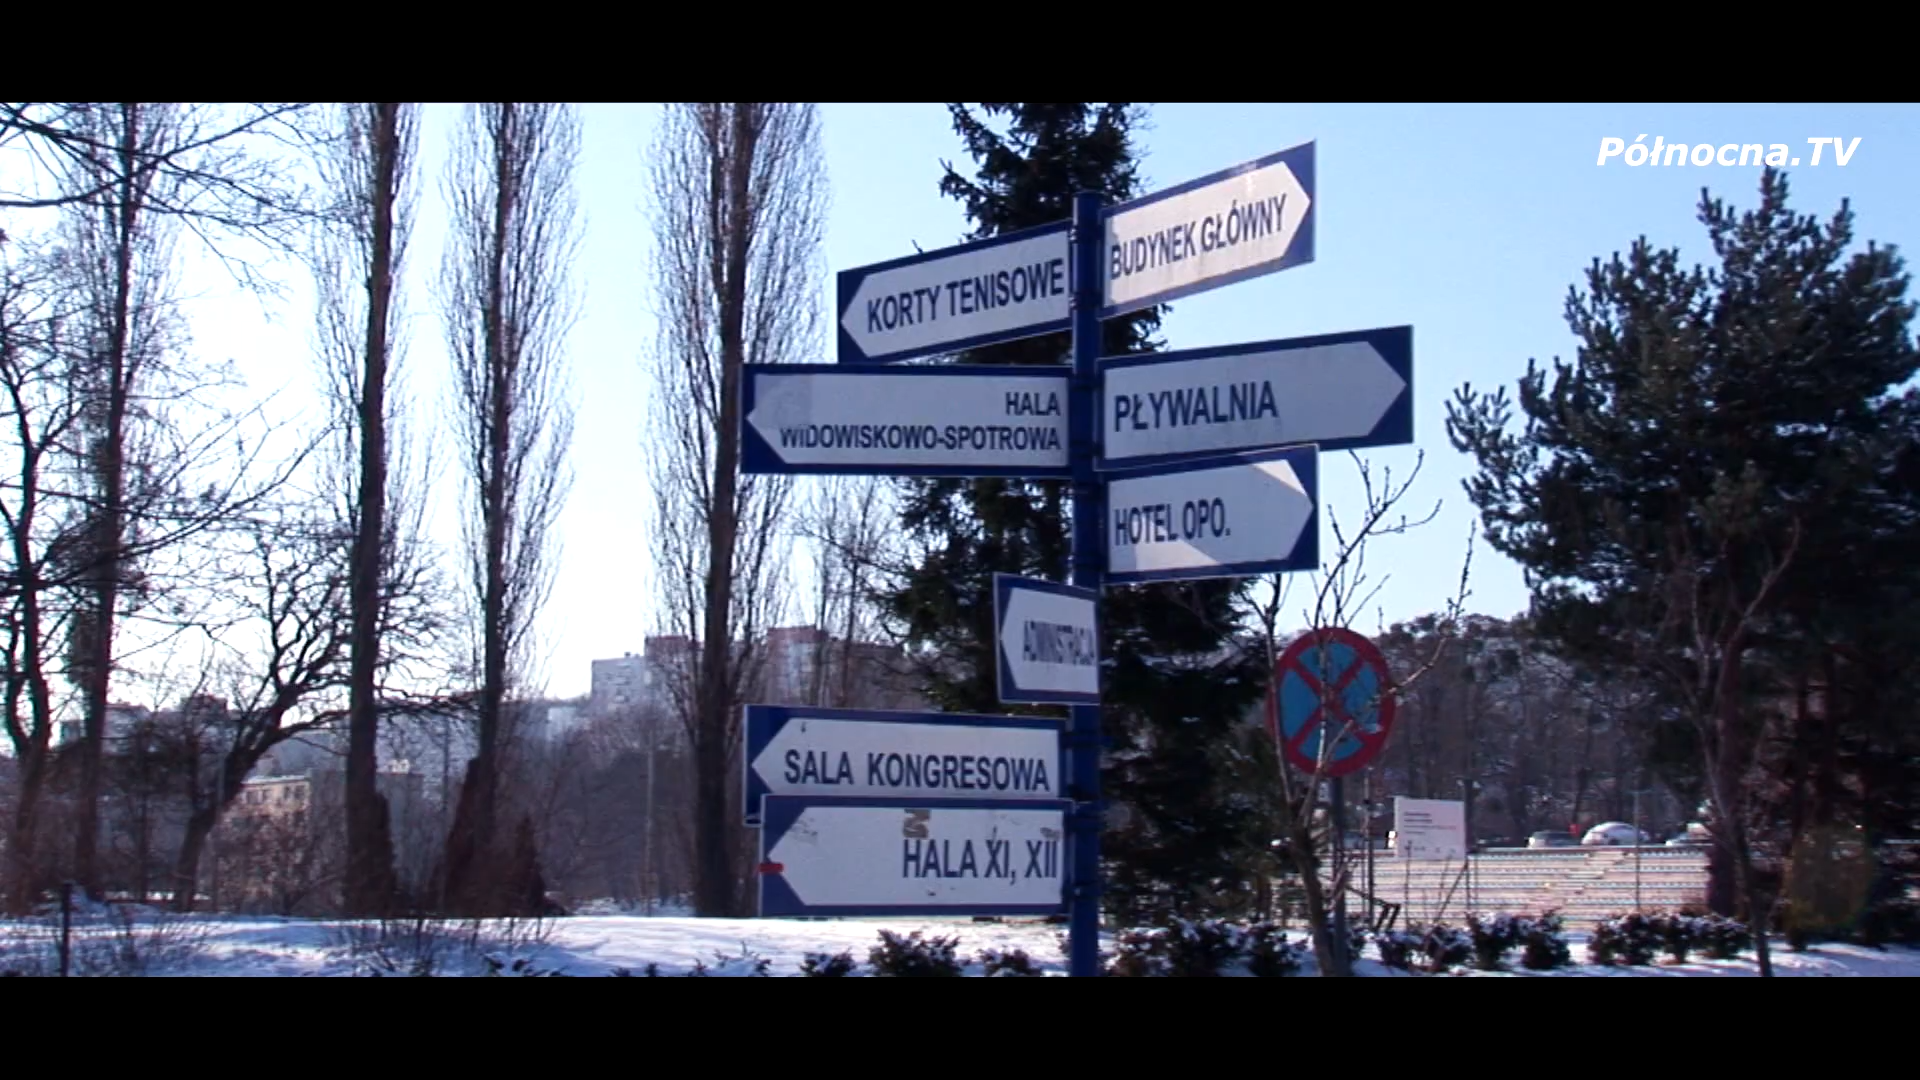 Północna.TV
BUDYNEK GŁÓWNY
KORTY TENISOWE
PŁYWALNIA
HALA
WIDOWISKOWO-SPOTROWA
HOTEL OPO.
ADMINISTRACJA
SALA KONGRESOWA
HALA XI, XII